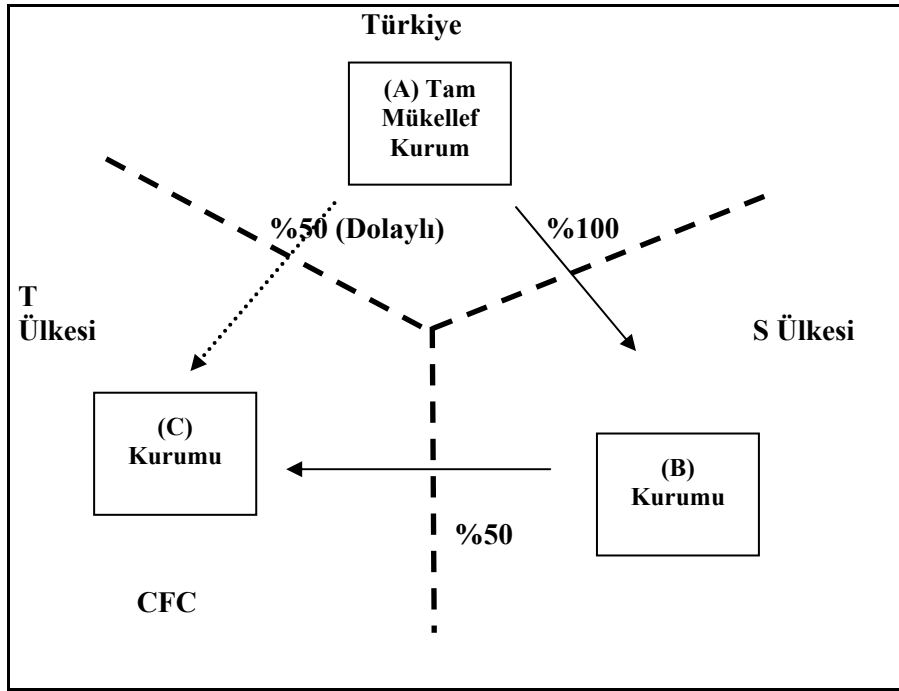 Türkiye
(A) Tam
Mükellef
Kurum
%50 (Dolaylı)
%100
T
Ülkesi
S Ülkesi
(C)
Kurumu
(B)
Kurumu
%50
CFC